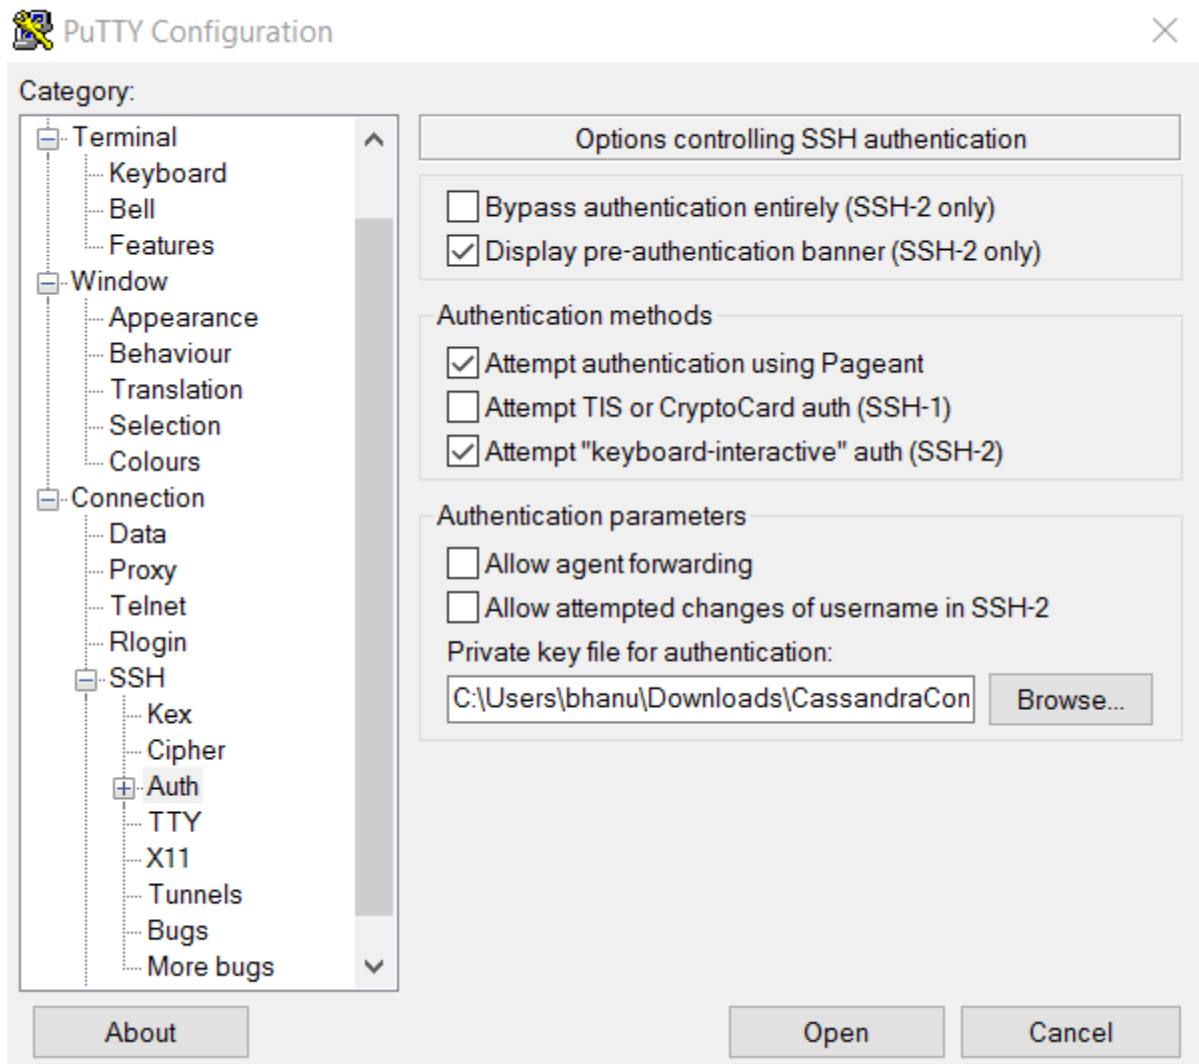 PuTTY Configuration
Category:
Terminal
Keyboard
Bell
Features
Window
Appearance
Behaviour
Translation
Selection
Colours
Connection
Data
Proxy
Telnet
Rlogin
SSH
Kex
Cipher
Auth
TTY
X11
Tunnels
Bugs
More bugs
Options controlling SSH authentication
Bypass authentication entirely (SSH-2 only)
Display pre-authentication banner (SSH-2 only)
Authentication methods
Attempt authentication using Pageant
Attempt TIS or CryptoCard auth (SSH-1)
Attempt "keyboard-interactive" auth (SSH-2)
Authentication parameters
Allow agent forwarding
Allow attempted changes of username in SSH-2
Private key file for authentication:
C:\Users\bhanu\Downloads\CassandraCon
Browse...
About
Open
Cancel